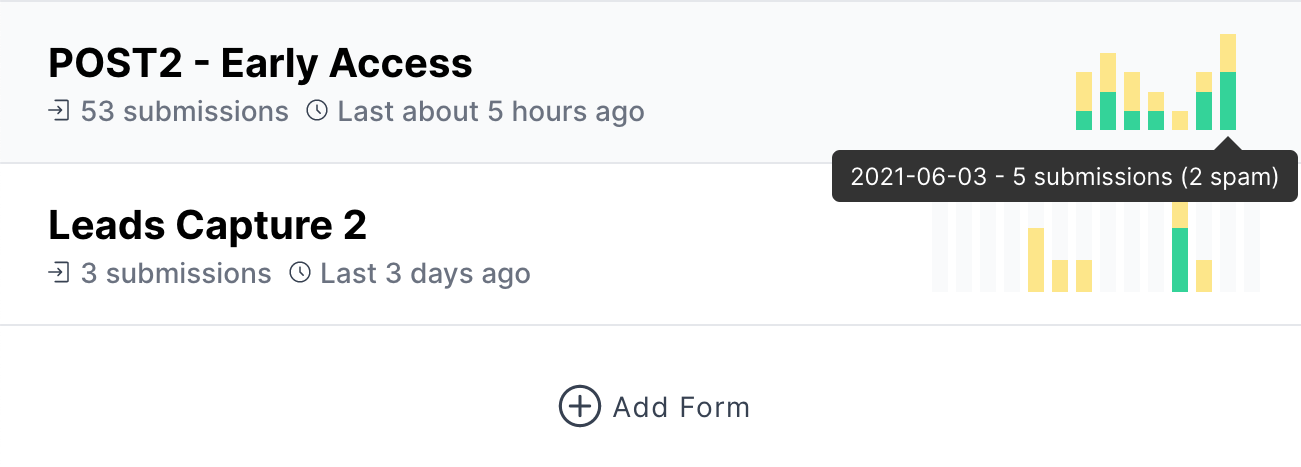 POST2 - Early Access
53 submissions Last about 5 hours ago
2021-06-03 - 5 submissions (2 spam)
Leads Capture 2
3 submissions Last 3 days ago
Add Form